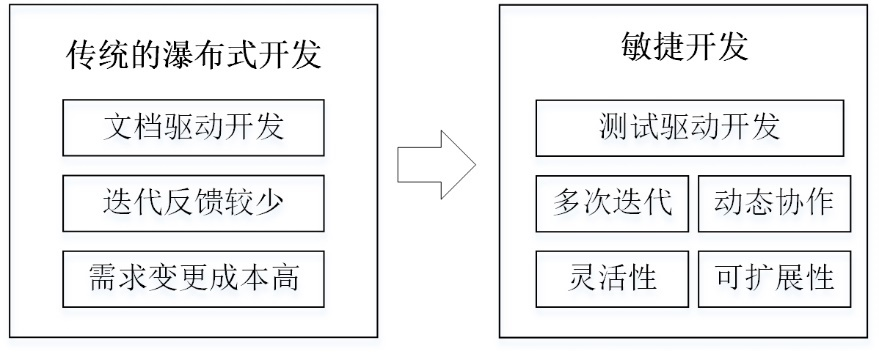 传统的瀑布式开发
文档驱动开发
迭代反馈较少
需求变更成本高
敏捷开发
测试驱动开发
多次迭代
动态协作
灵活性
可扩展性